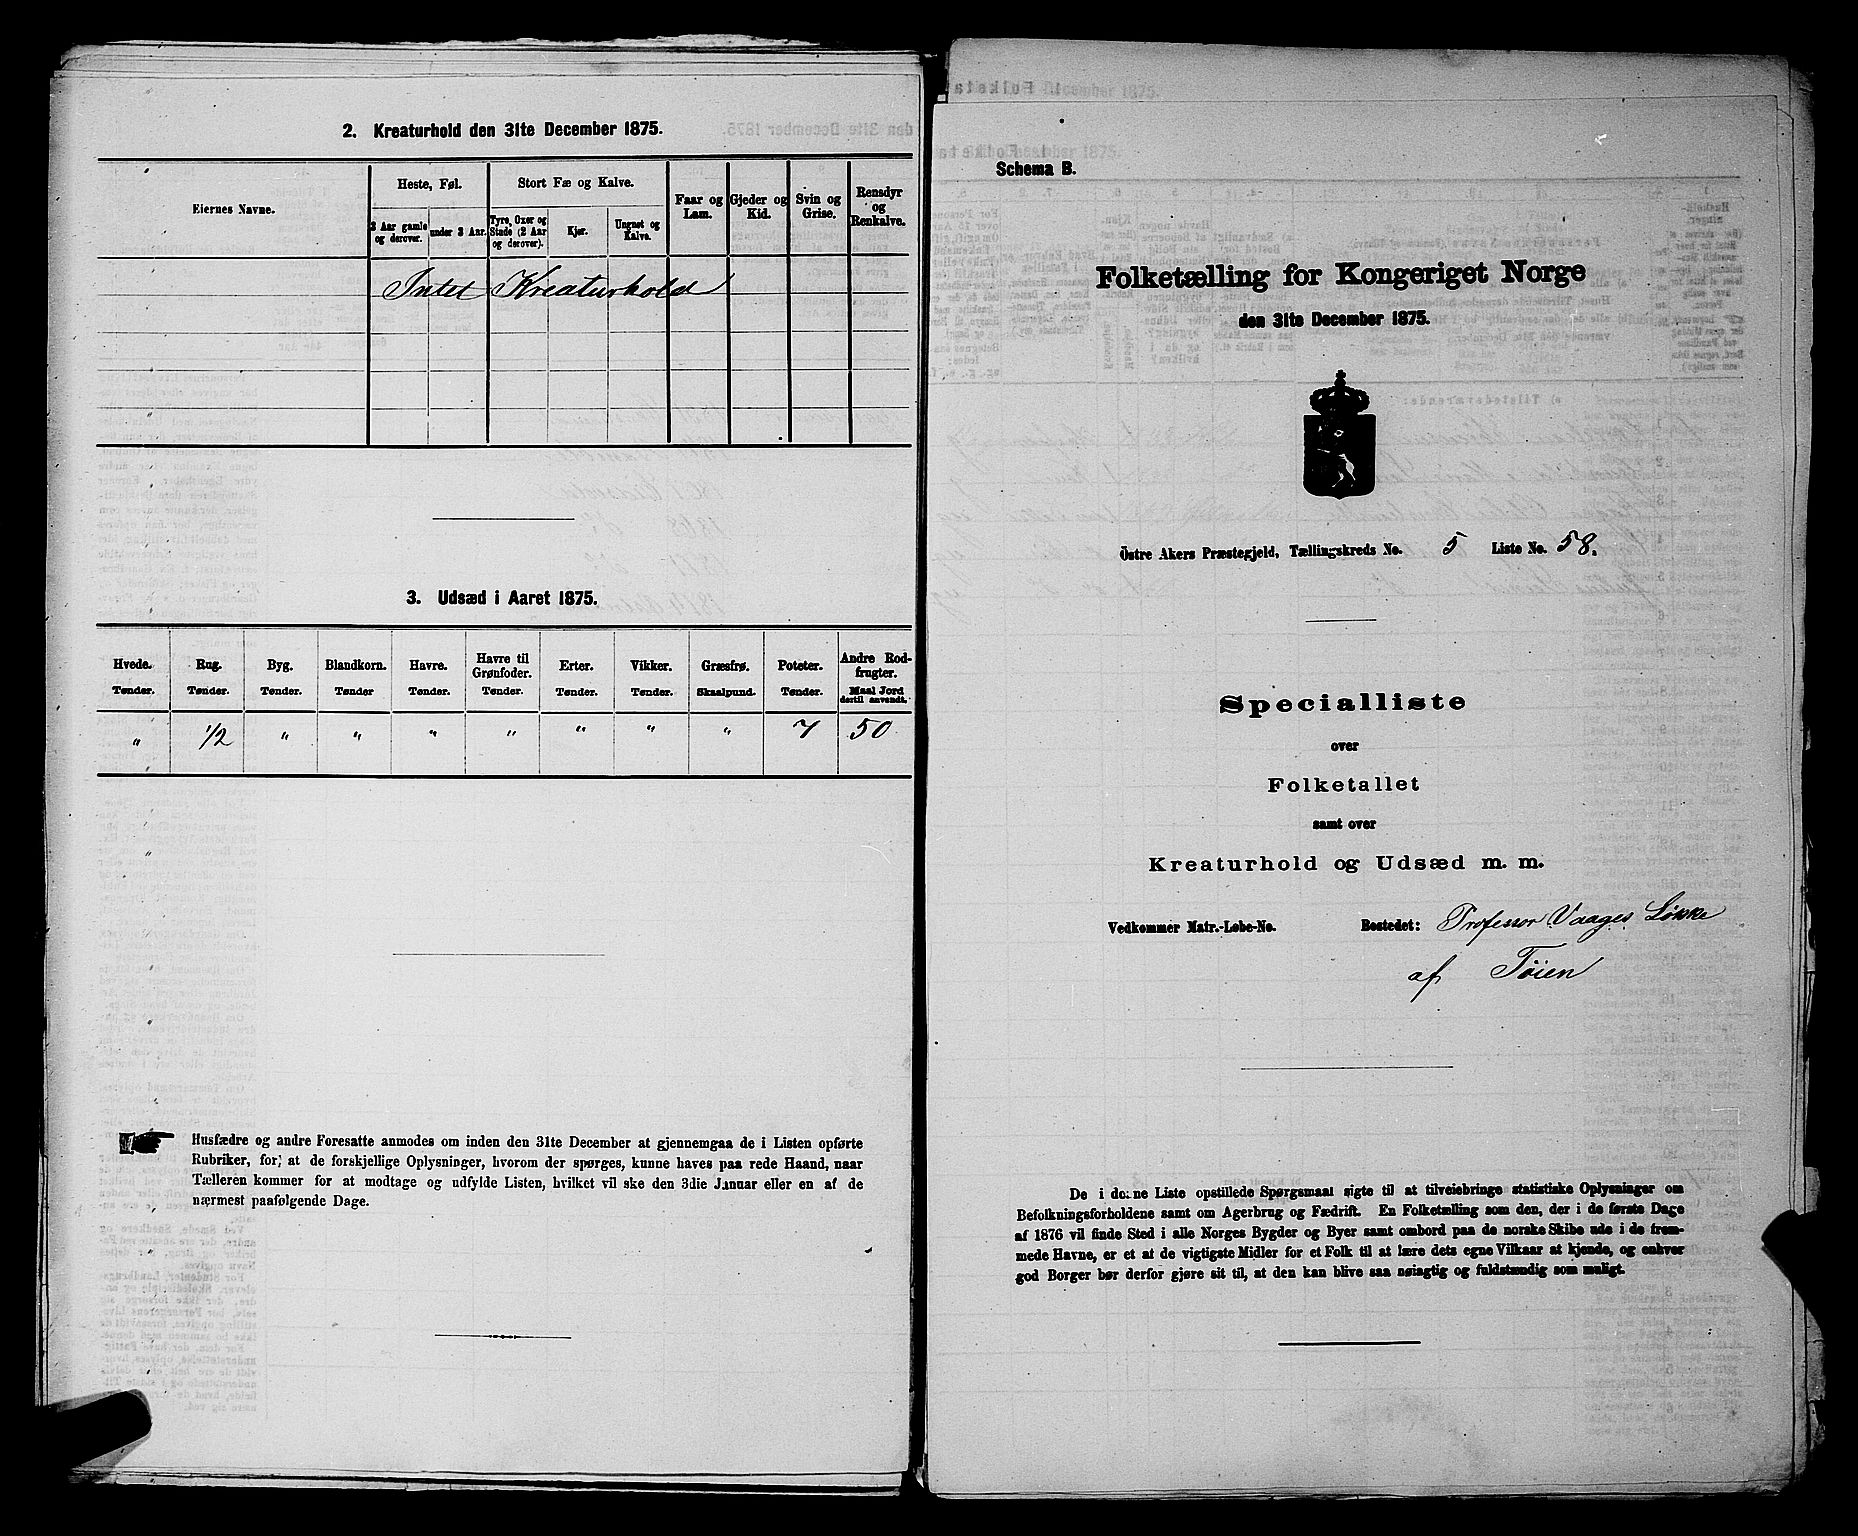 2. Kreaturhold den 31te December 1875.
Eiernes Navne.
Heste, Føl.
Stort Fæ og Kalve.
Faar og Lam.
Gjeder og Kid.
Svin og Grise.
Rensdyr og Renkalve.
3 Aar gamle og derover.
under 3 Aar.
Tyre, Oxer og Stude (2 Aar og derover).
Kjør.
Ungnøt og Kalve.
Intet Kreaturhold
3. Udsæd i Aaret 1875.
Hvede. Rug. Byg. Blandkorn. Havre. Havre til Grønfoder. Erter. Vikker. Græsfrø. Poteter. Andre Rodfrugter.
Tønder. Tønder. Tønder. Tønder Tønder. Tønder. Tønder. Tønder. Skaalpund. Tønder. Maal Jord dertil anvendt.
" 1/2 " " " " " " " 7 50
Husfædre og andre Foresatte anmodes om inden den 31te December at gjennemgaa de i Listen opførte
Rubriker, for at de forskjellige Oplysninger, hvorom der spørges, kunne haves paa rede Haand, naar
Tælleren kommer for at modtage og udfylde Listen, hvilket vil ske den 3die Januar eller en af de
nærmest paafølgende Dage.
Schema B.
Folketælling for Kongeriget Norge
den 31te December 1875.
Östre Akers Præstegjeld, Tællingskreds No. 5 Liste No. 58.
Specialliste
over
Folketallet
samt over
Kreaturhold og Udsæd m. m.
Vedkommer Matr.-Løbe-No. Bostedet: Professor Vaages Løkke
af Tøien
De i denne Liste opstillede Spørgsmaal sigte til at tilveiebringe statistiske Oplysninger om
Befolkningsforholdene samt om Agerbrug og Fædrift. En Folketælling som den, der i de første Dage
af 1876 vil finde Sted i alle Norges Bygder og Byer samt ombord paa de norske Skibe ude i de frem-
mede Havne, er et at de vigtigste Midler for et Folk til at lære dets egne Vilkaar at kjende, og enhver
god Borger bør derfor gjøre sit til, at den kan blive saa nøiagtig og fuldstændig som muligt.